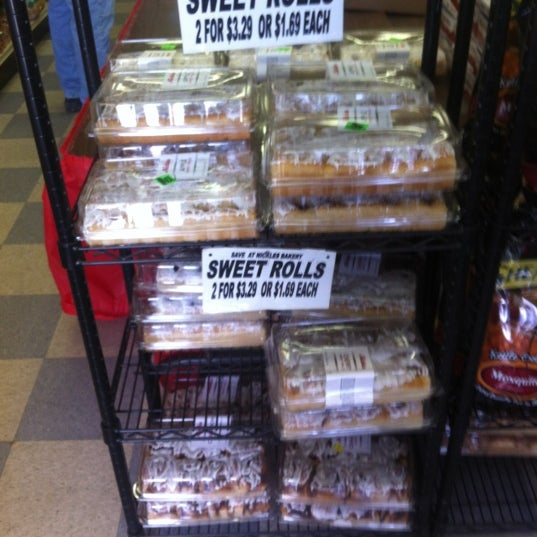 SWEET ROLLS
2 FOR $3.29 OR $1.69 EACH
SAVE AT NICKLES BAKERY
SWEET ROLLS
2 FOR $3.29 OR $1.69 EACH
Mesquite